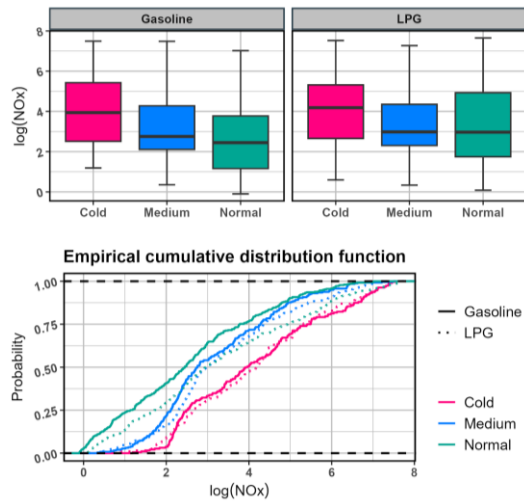 Gasoline LPG
8
6
4
2
0
log(NOx)
Cold Medium Normal Cold Medium Normal
Empirical cumulative distribution function
1.00
0.75
0.50
0.25
0.00
Probability
0 2 4 6 8
log(NOx)
Gasoline
LPG
Cold
Medium
Normal